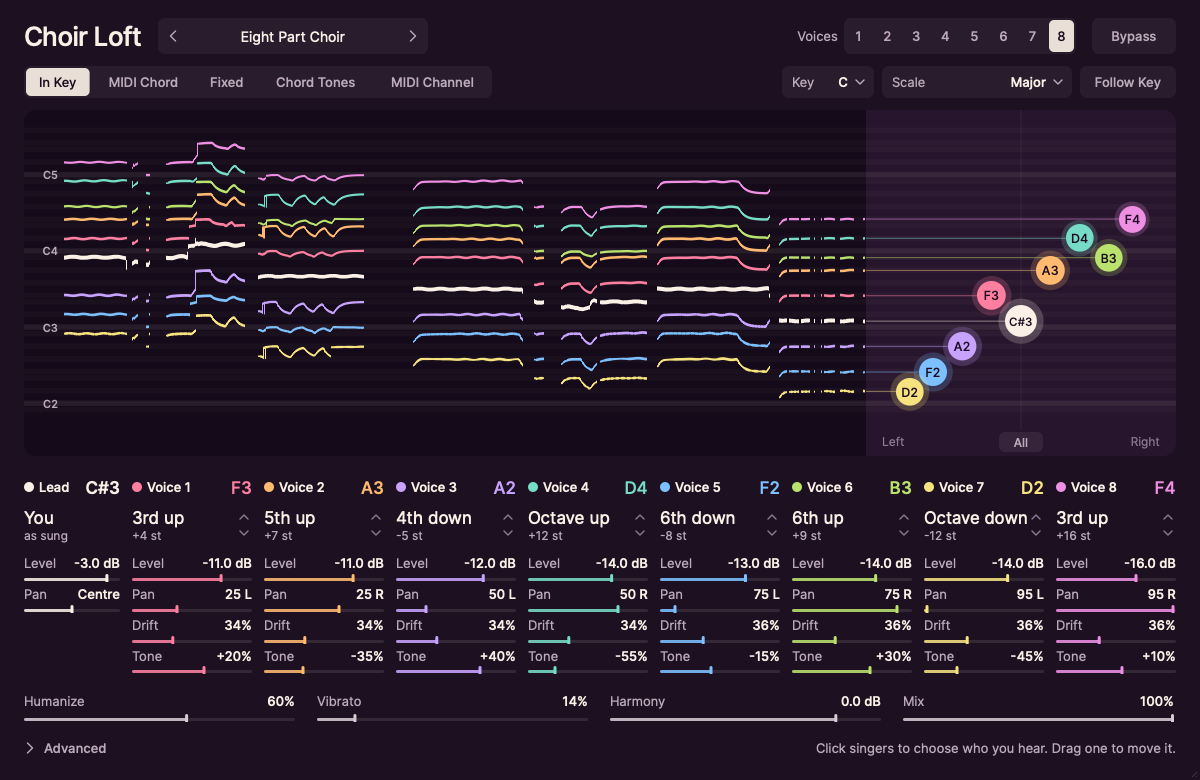 Choir Loft
Eight Part Choir
Voices 1 2 3 4 5 6 7 8
Bypass
In Key MIDI Chord Fixed Chord Tones MIDI Channel
Key C
Scale Major
Follow Key
C5
C4
C3
C2
F4
D4
B3
A3
F3
C#3
A2
F2
D2
Left All Right
Lead C#3 Voice 1 F3 Voice 2 A3 Voice 3 A2 Voice 4 D4 Voice 5 F2 Voice 6 B3 Voice 7 D2 Voice 8 F4
You 3rd up 5th up 4th down Octave up 6th down 6th up Octave down 3rd up
as sung +4 st +7 st -5 st +12 st -8 st +9 st -12 st +16 st
Level -3.0 dB Level -11.0 dB Level -11.0 dB Level -12.0 dB Level -14.0 dB Level -13.0 dB Level -14.0 dB Level -14.0 dB Level -16.0 dB
Pan Centre Pan 25 L Pan 25 R Pan 50 L Pan 50 R Pan 75 L Pan 75 R Pan 95 L Pan 95 R
Drift 34% Drift 34% Drift 34% Drift 34% Drift 36% Drift 36% Drift 36% Drift 36%
Tone +20% Tone -35% Tone +40% Tone -55% Tone -15% Tone +30% Tone -45% Tone +10%
Humanize 60% Vibrato 14% Harmony 0.0 dB Mix 100%
Advanced
Click singers to choose who you hear. Drag one to move it.